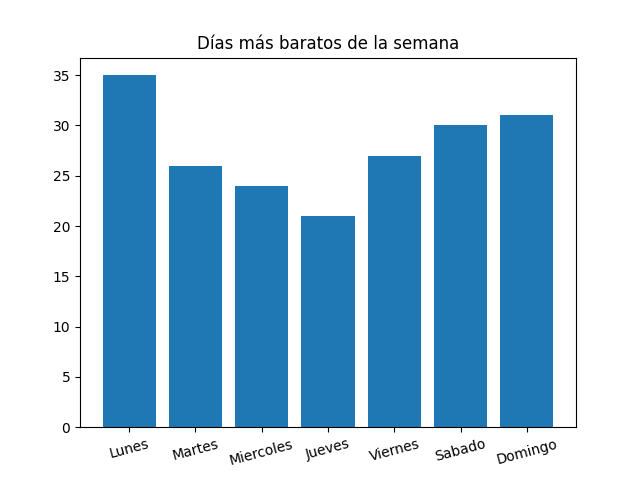 Días más baratos de la semana
35
30
25
20
15
10
5
0
Lunes
Martes
Miercoles
Jueves
Viernes
Sabado
Domingo